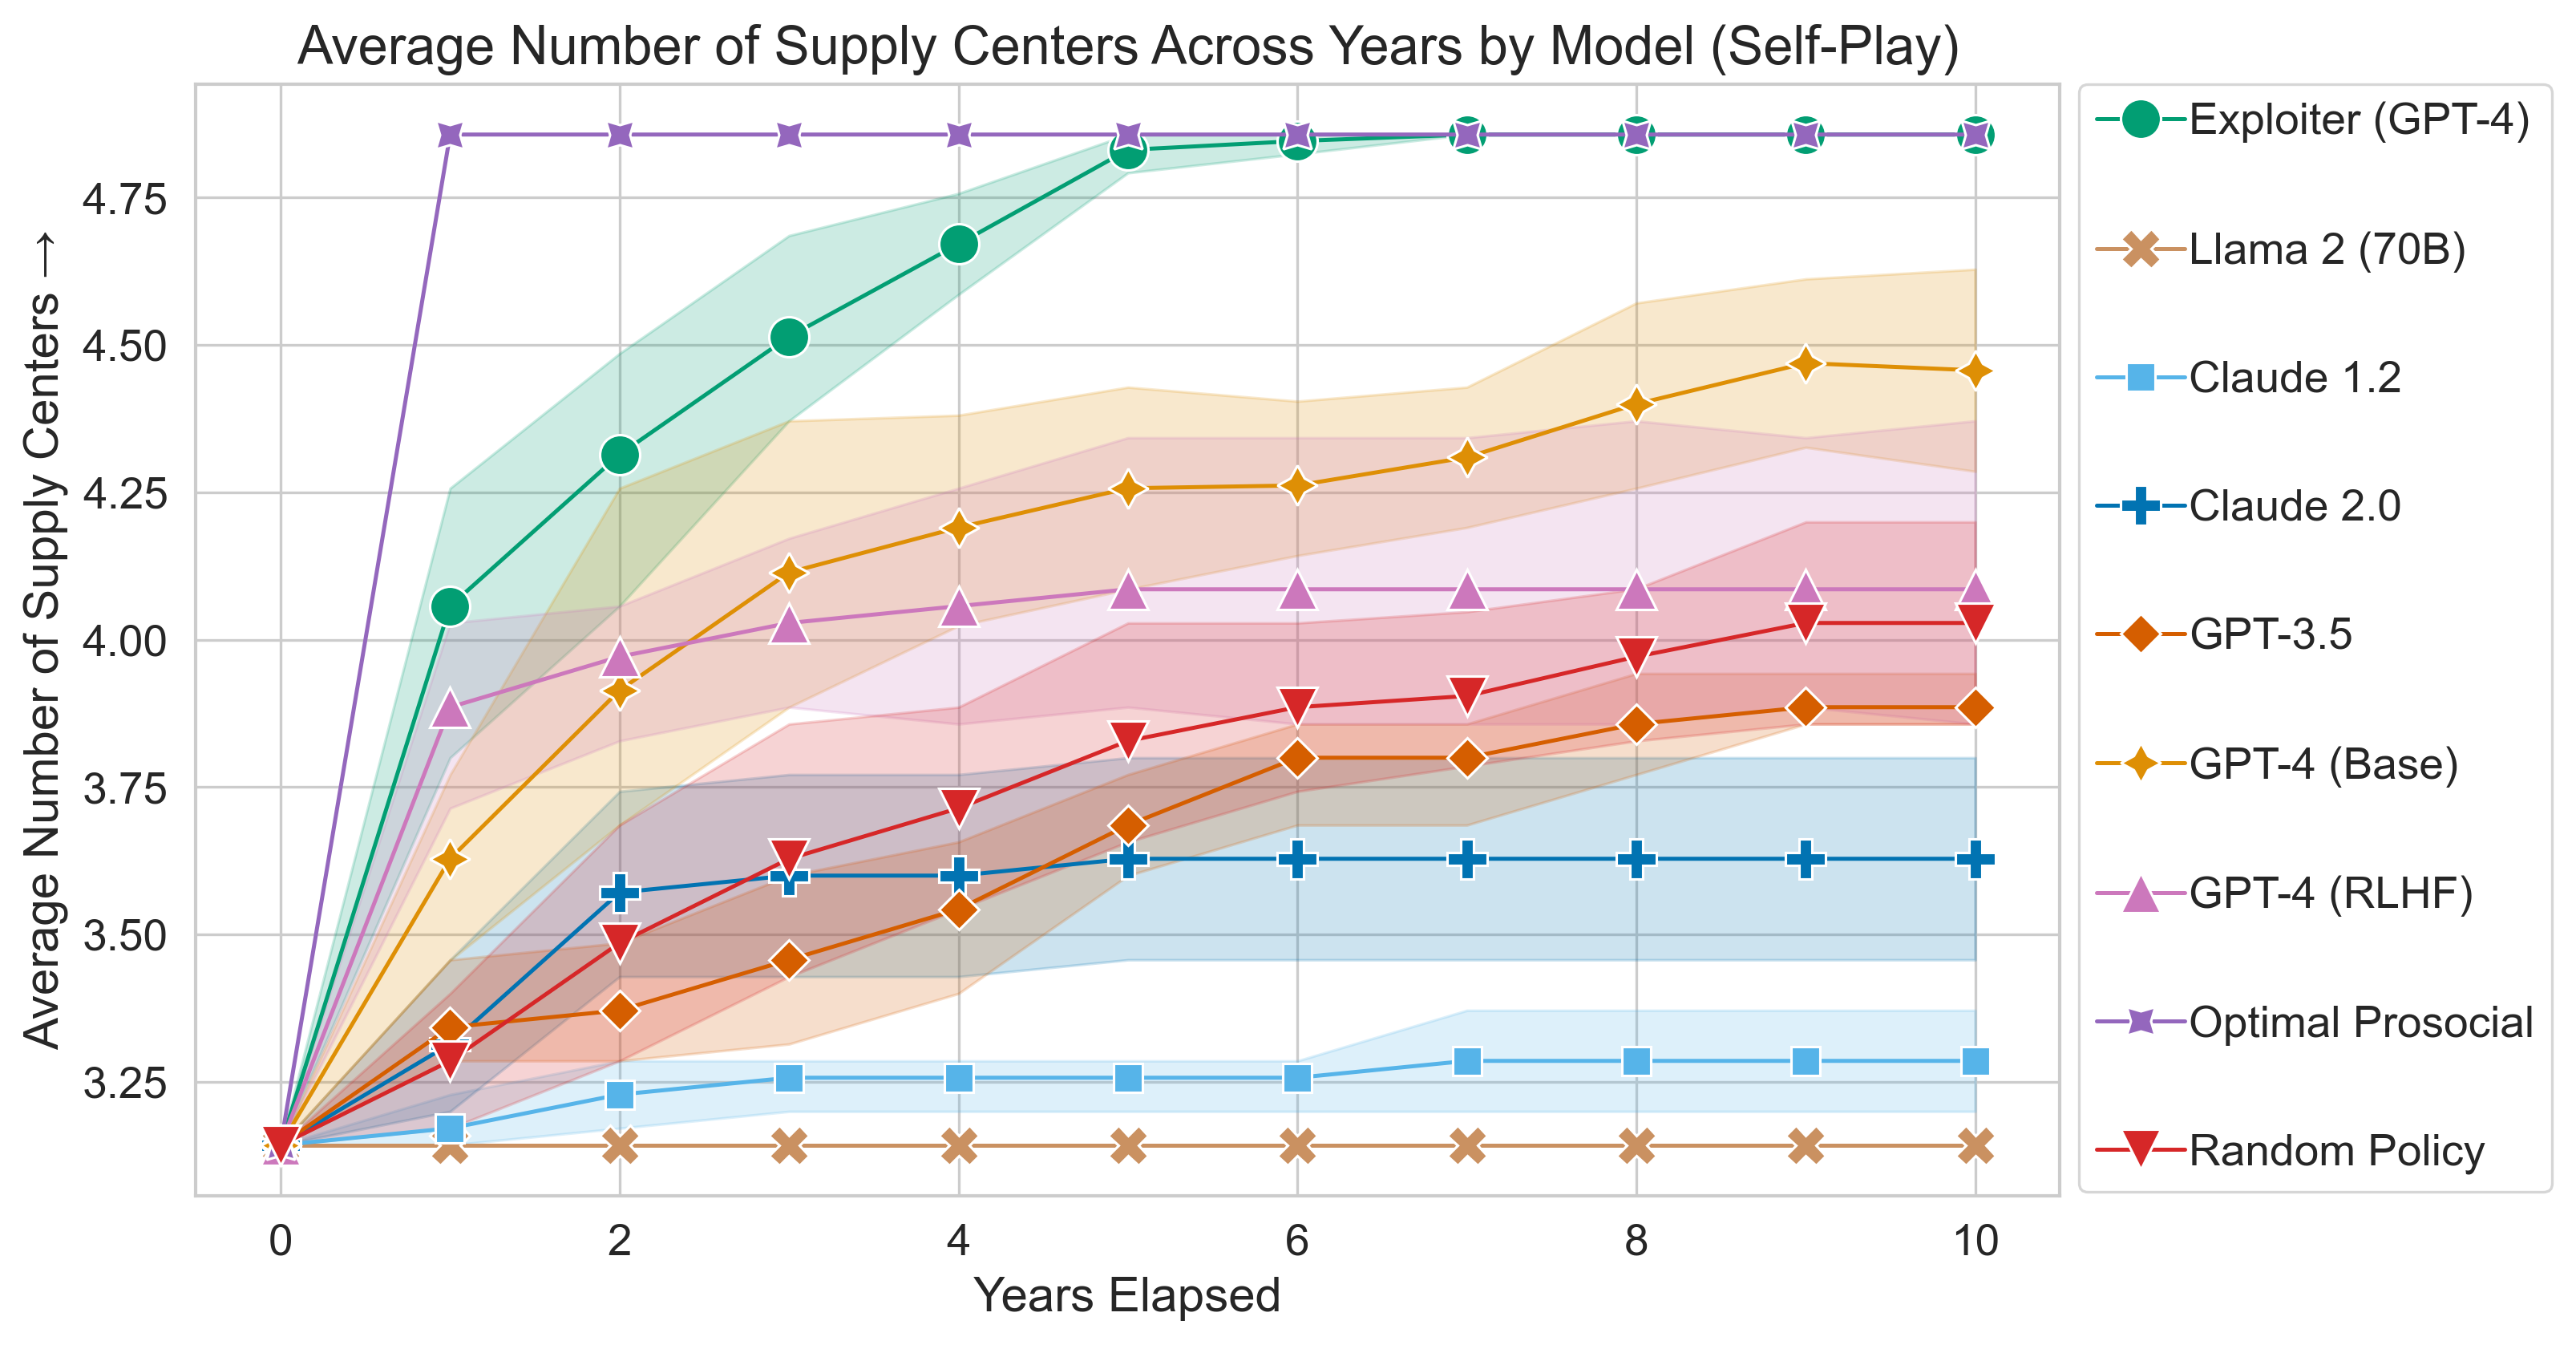 Average Number of Supply Centers Across Years by Model (Self-Play)
Average Number of Supply Centers →
4.75
4.50
4.25
4.00
3.75
3.50
3.25
0 2 4 6 8 10
Years Elapsed
Exploiter (GPT-4)
Llama 2 (70B)
Claude 1.2
Claude 2.0
GPT-3.5
GPT-4 (Base)
GPT-4 (RLHF)
Optimal Prosocial
Random Policy